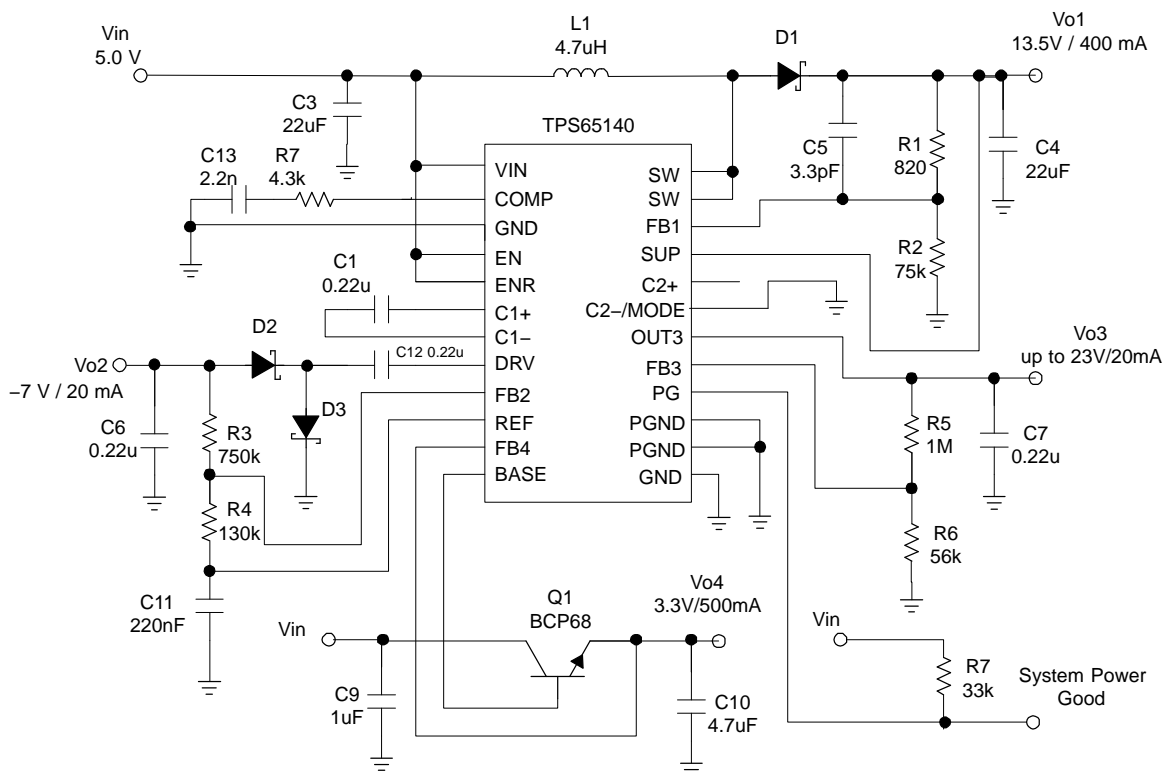 Vin
5.0 V
L1
4.7uH
D1
Vo1
13.5V / 400 mA
C3
22uF
TPS65140
C5
3.3pF
R1
820
C4
22uF
C13
2.2n
R7
4.3k
VIN
COMP
GND
EN
ENR
C1+
C1−
DRV
FB2
REF
FB4
BASE
SW
SW
FB1
SUP
C2+
C2−/MODE
OUT3
FB3
PG
PGND
PGND
GND
R2
75k
C1
0.22u
D2
C12 0.22u
Vo2
−7 V / 20 mA
D3
C6
0.22u
R3
750k
R4
130k
C11
220nF
Vo3
up to 23V/20mA
R5
1M
C7
0.22u
R6
56k
Vin
Q1
BCP68
Vo4
3.3V/500mA
C9
1uF
C10
4.7uF
Vin
R7
33k
System Power
Good